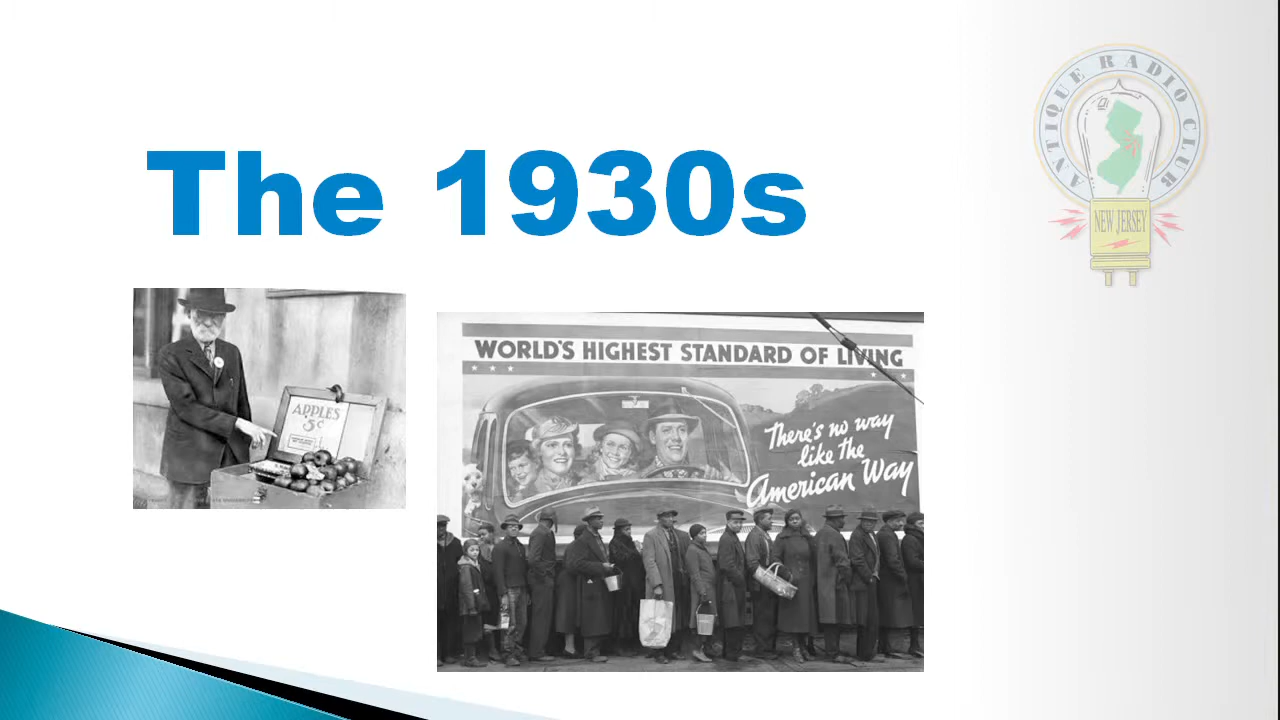 The 1930s
ANTIQUE RADIO CLUB
NEW JERSEY
APPLES
5¢
WORLD'S HIGHEST STANDARD OF LIVING
There's no way
like the
American Way